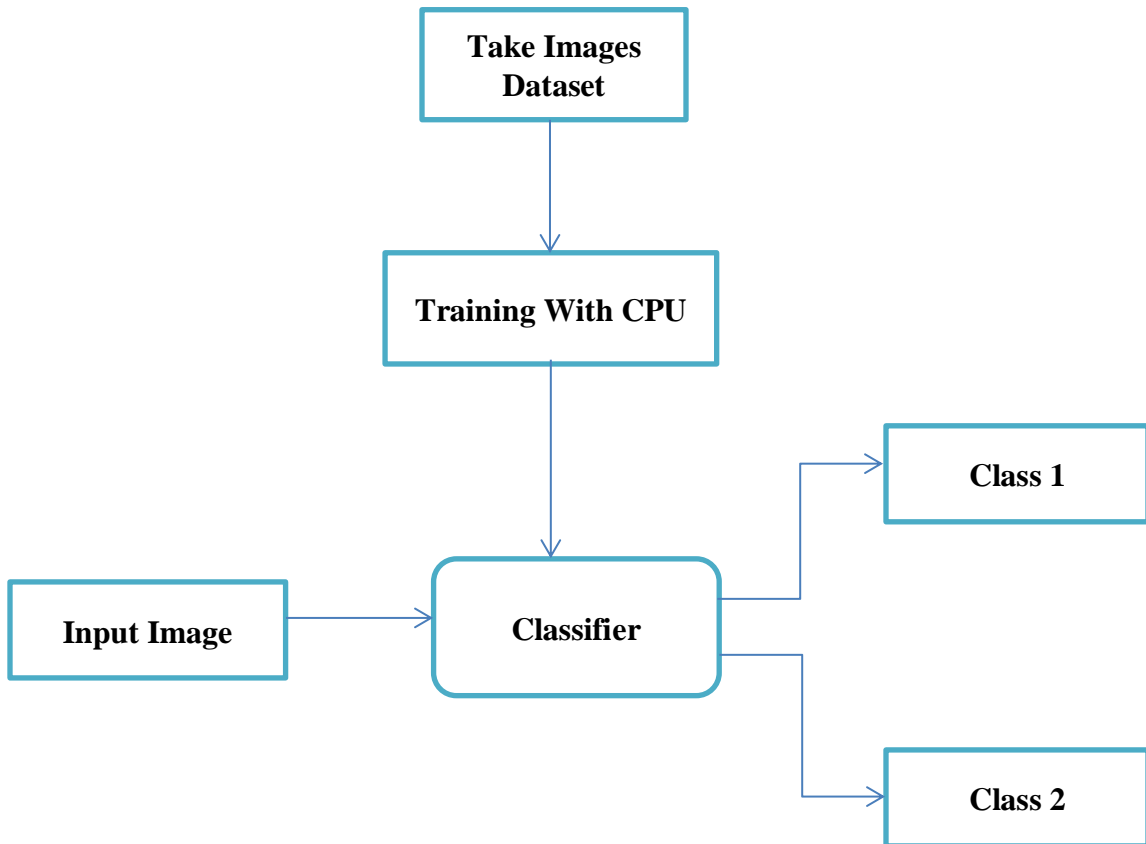 Take Images
Dataset
Training With CPU
Class 1
Input Image
Classifier
Class 2